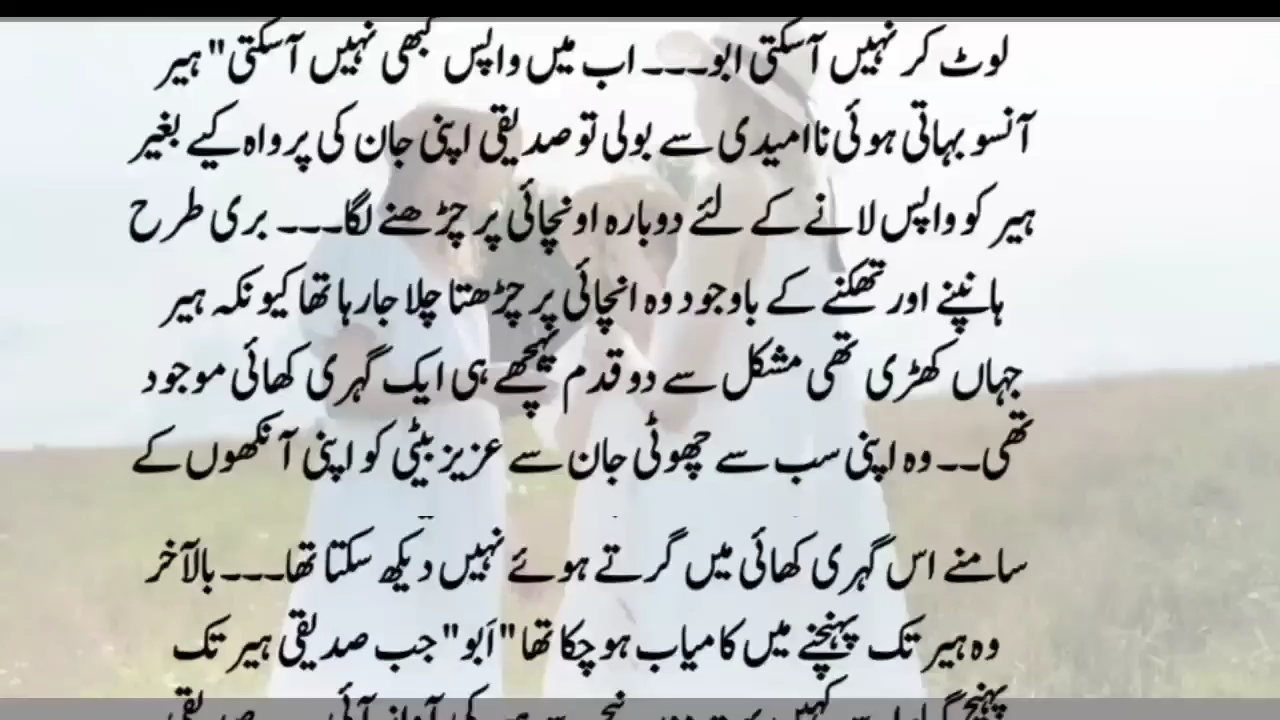 لوٹ کر نہیں آسکتی ابو۔۔۔ اب میں واپس کبھی نہیں آسکتی" ہیر
آنسو بہاتی ہوئی ناامیدی سے بولی تو صدیقی اپنی جان کی پرواہ کیے بغیر
ہیر کو واپس لانے کے لئے دوبارہ اونچائی پر چڑھنے لگا۔۔۔ بری طرح
ہانپنے اور تھکنے کے باوجود وہ انچائی پر چڑھتا چلا جارہا تھا کیونکہ ہیر
جہاں کھڑی تھی مشکل سے دو قدم پیچھے ہی ایک گہری کھائی موجود
تھی۔۔ وہ اپنی سب سے چھوٹی جان سے عزیز بیٹی کو اپنی آنکھوں کے
سامنے اس گہری کھائی میں گرتے ہوئے نہیں دیکھ سکتا تھا۔۔۔ بالآخر
وہ ہیر تک پہنچنے میں کامیاب ہوچکا تھا "اَبو" جب صدیقی ہیر تک